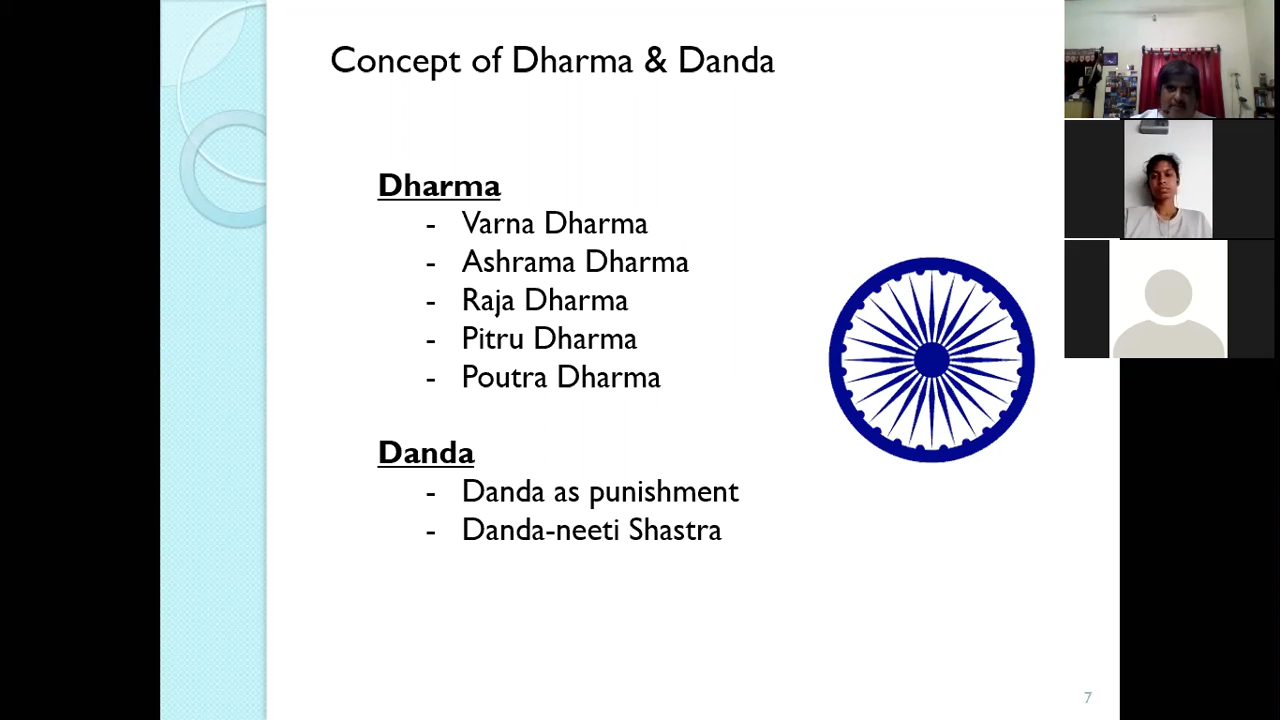 Concept of Dharma & Danda
Dharma
- Varna Dharma
- Ashrama Dharma
- Raja Dharma
- Pitru Dharma
- Poutra Dharma
Danda
- Danda as punishment
- Danda-neeti Shastra
7